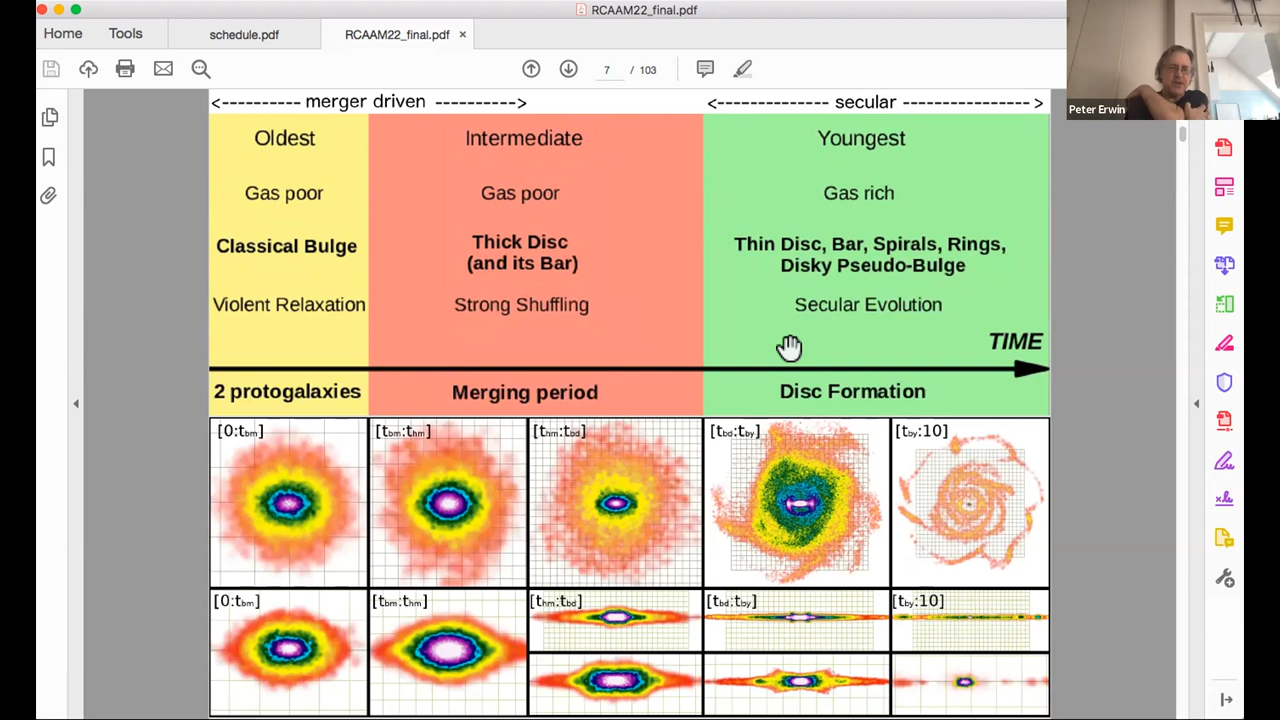 RCAAM22_final.pdf
Home Tools schedule.pdf RCAAM22_final.pdf ×
7 / 103
Peter Erwin
<---------- merger driven ---------->
<-------------- secular ---------------->
Oldest Intermediate Youngest
Gas poor Gas poor Gas rich
Classical Bulge
Thick Disc
(and its Bar)
Thin Disc, Bar, Spirals, Rings,
Disky Pseudo-Bulge
Violent Relaxation Strong Shuffling Secular Evolution
TIME
2 protogalaxies Merging period Disc Formation
[0:tbm] [tbm:thm] [thm:tbd] [tbd:tby] [tby:10]
[0:tbm] [tbm:thm] [thm:tbd] [tbd:tby] [tby:10]